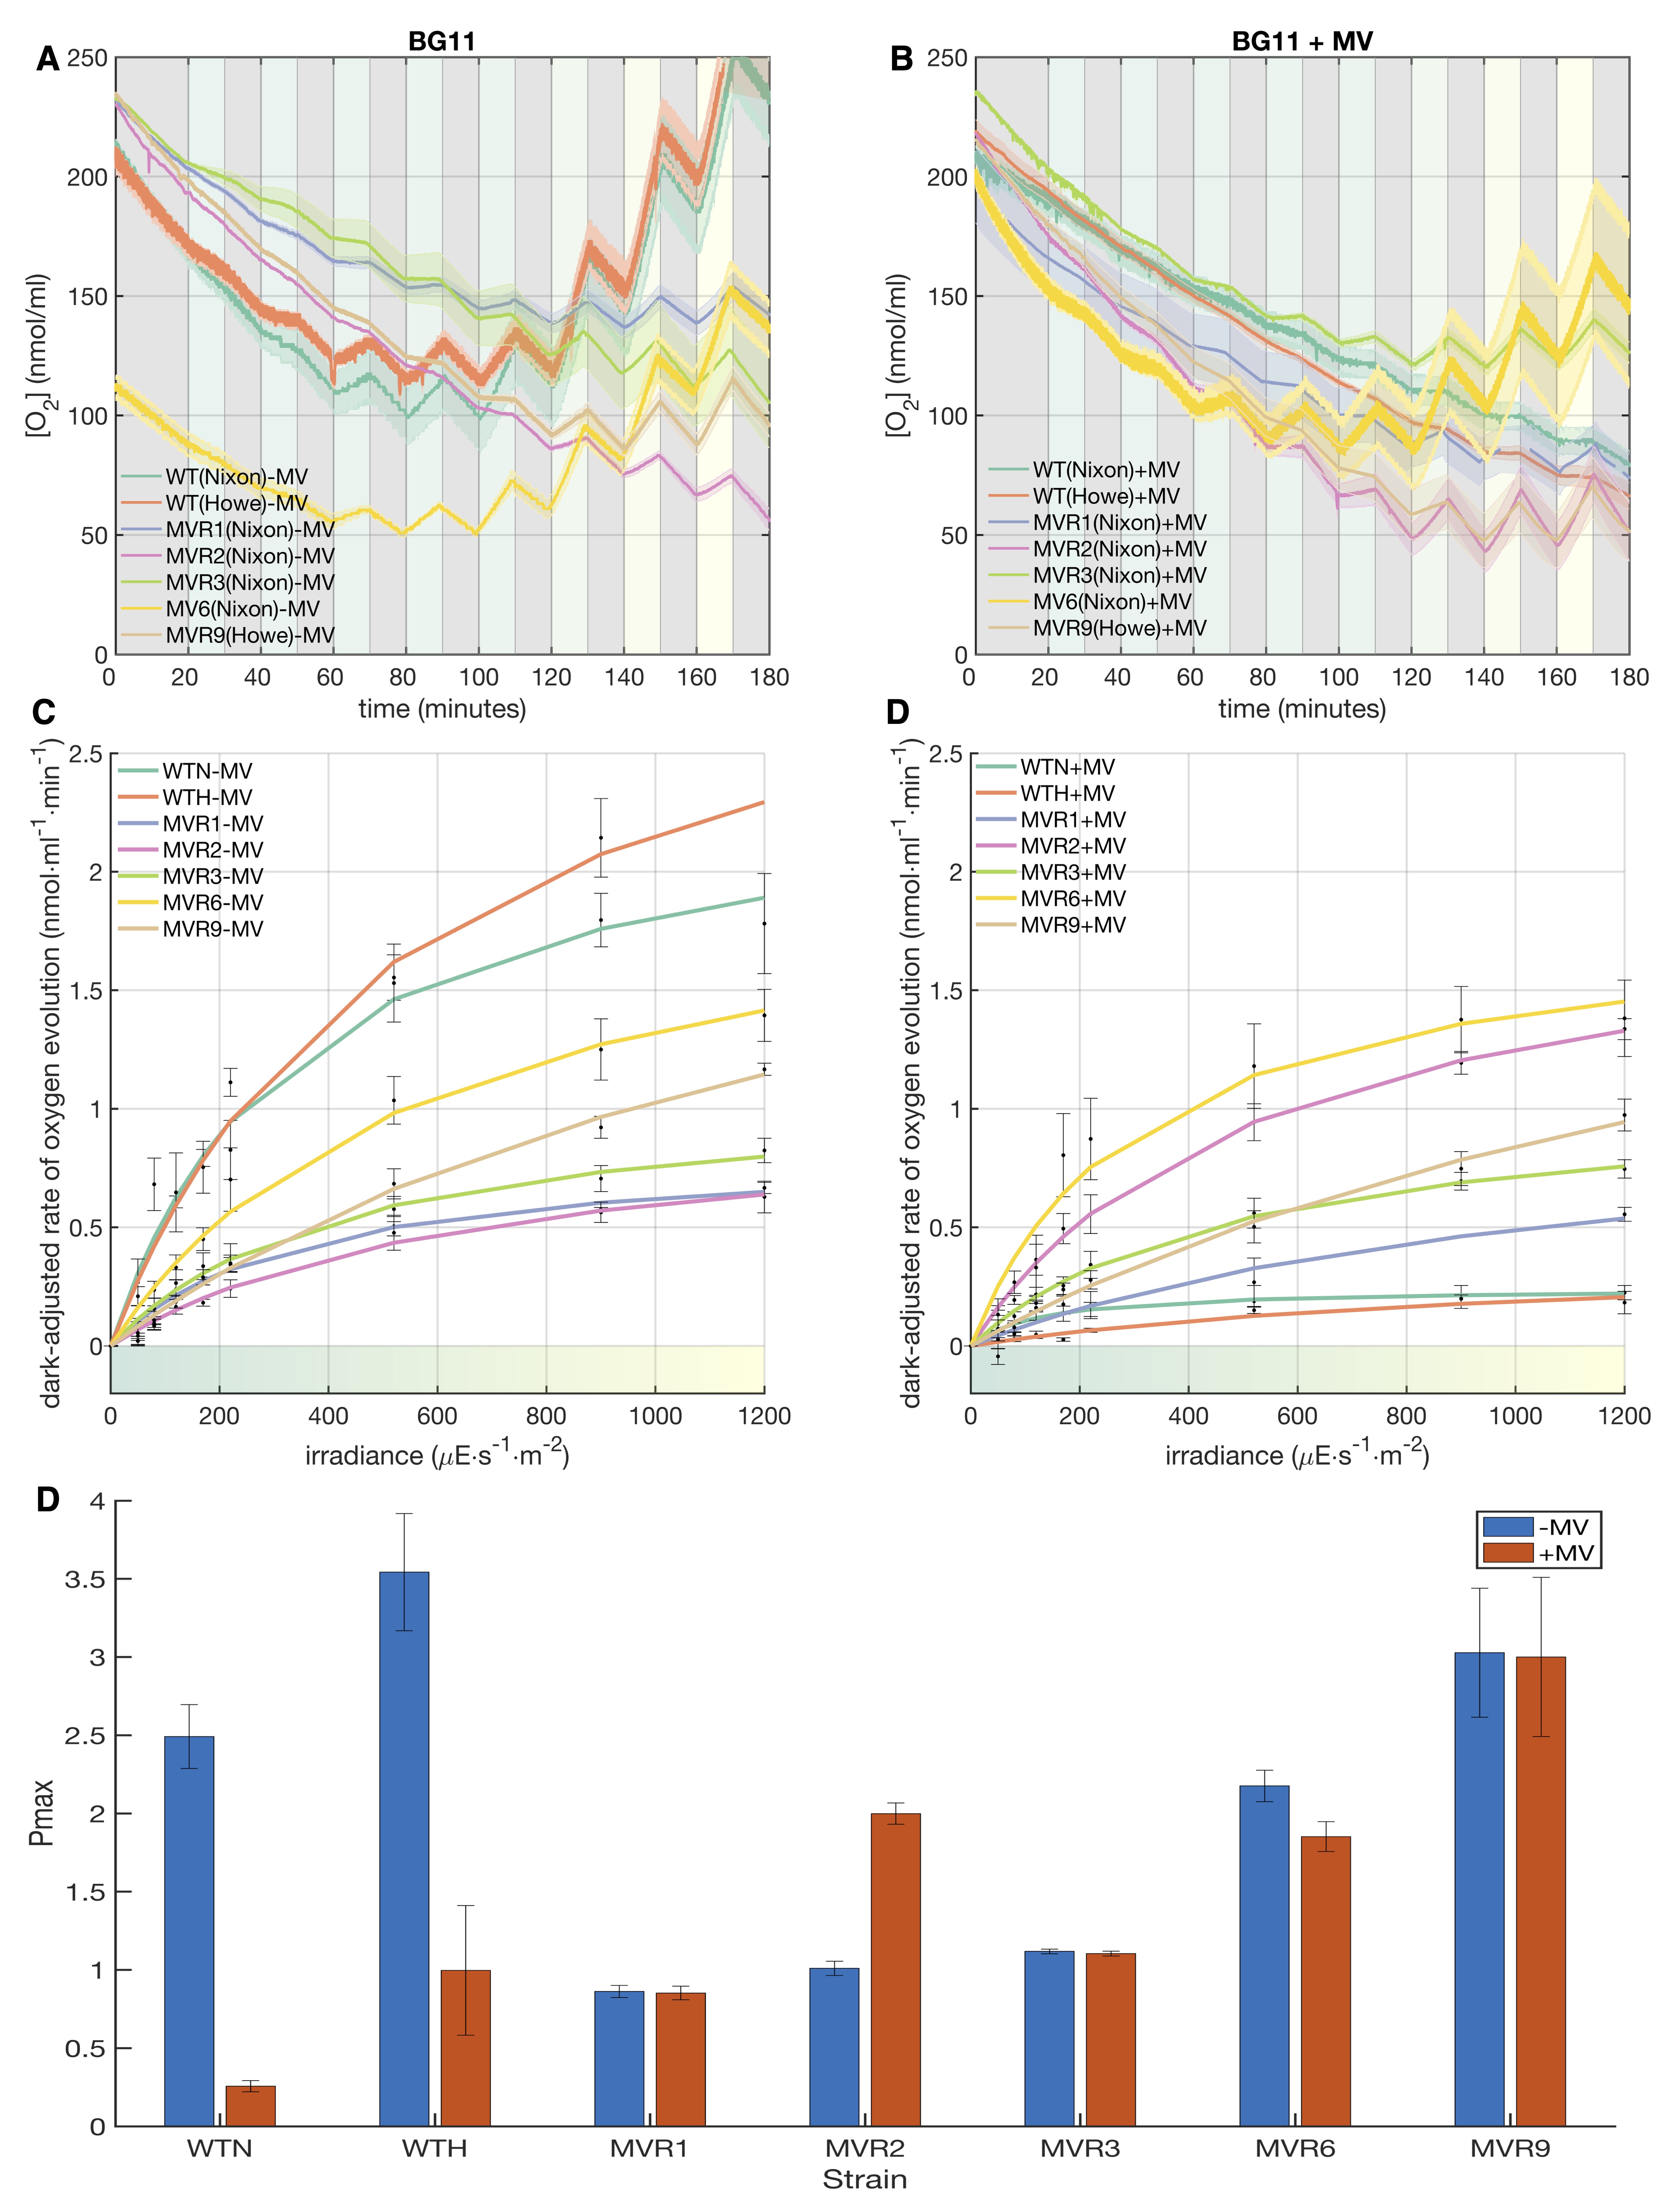 A
BG11
250
200
150
100
50
0
[O2] (nmol/ml)
WT(Nixon)-MV
WT(Howe)-MV
MVR1(Nixon)-MV
MVR2(Nixon)-MV
MVR3(Nixon)-MV
MV6(Nixon)-MV
MVR9(Howe)-MV
0 20 40 60 80 100 120 140 160 180
time (minutes)
B
BG11 + MV
250
200
150
100
50
0
[O2] (nmol/ml)
WT(Nixon)+MV
WT(Howe)+MV
MVR1(Nixon)+MV
MVR2(Nixon)+MV
MVR3(Nixon)+MV
MV6(Nixon)+MV
MVR9(Howe)+MV
0 20 40 60 80 100 120 140 160 180
time (minutes)
C
2.5
2
1.5
1
0.5
0
dark-adjusted rate of oxygen evolution (nmol·ml-1·min-1)
WTN-MV
WTH-MV
MVR1-MV
MVR2-MV
MVR3-MV
MVR6-MV
MVR9-MV
0 200 400 600 800 1000 1200
irradiance (μE·s-1·m-2)
D
2.5
2
1.5
1
0.5
0
dark-adjusted rate of oxygen evolution (nmol·ml-1·min-1)
WTN+MV
WTH+MV
MVR1+MV
MVR2+MV
MVR3+MV
MVR6+MV
MVR9+MV
0 200 400 600 800 1000 1200
irradiance (μE·s-1·m-2)
D
4
3.5
3
2.5
2
1.5
1
0.5
0
Pmax
-MV
+MV
WTN WTH MVR1 MVR2 MVR3 MVR6 MVR9
Strain